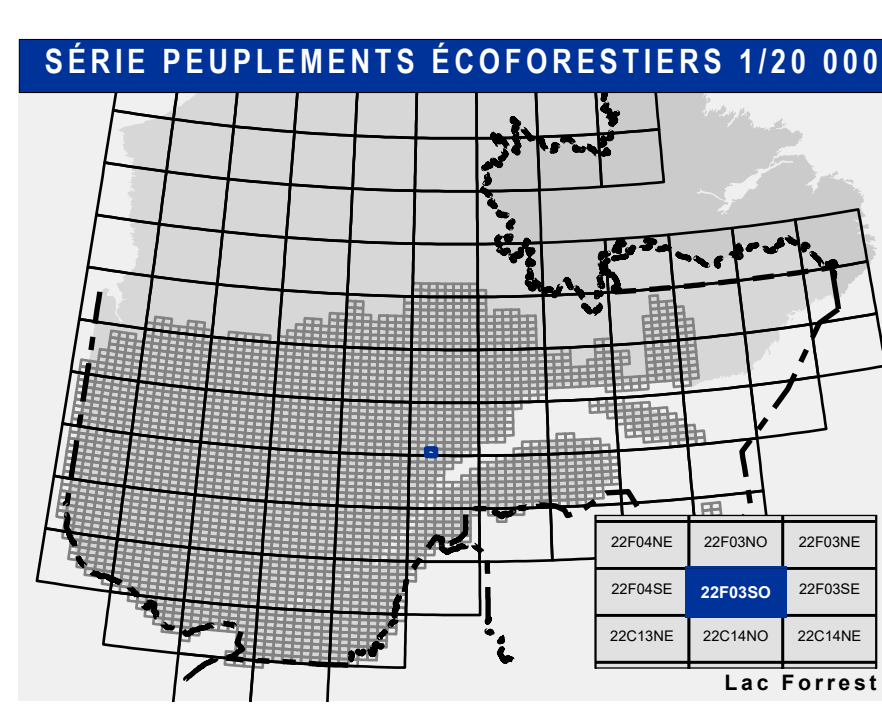 SÉRIE PEUPLEMENTS ÉCOFORESTIERS 1/20 000
22F04NE 22F03NO 22F03NE
22F04SE 22F03SO 22F03SE
22C13NE 22C14NO 22C14NE
Lac Forrest